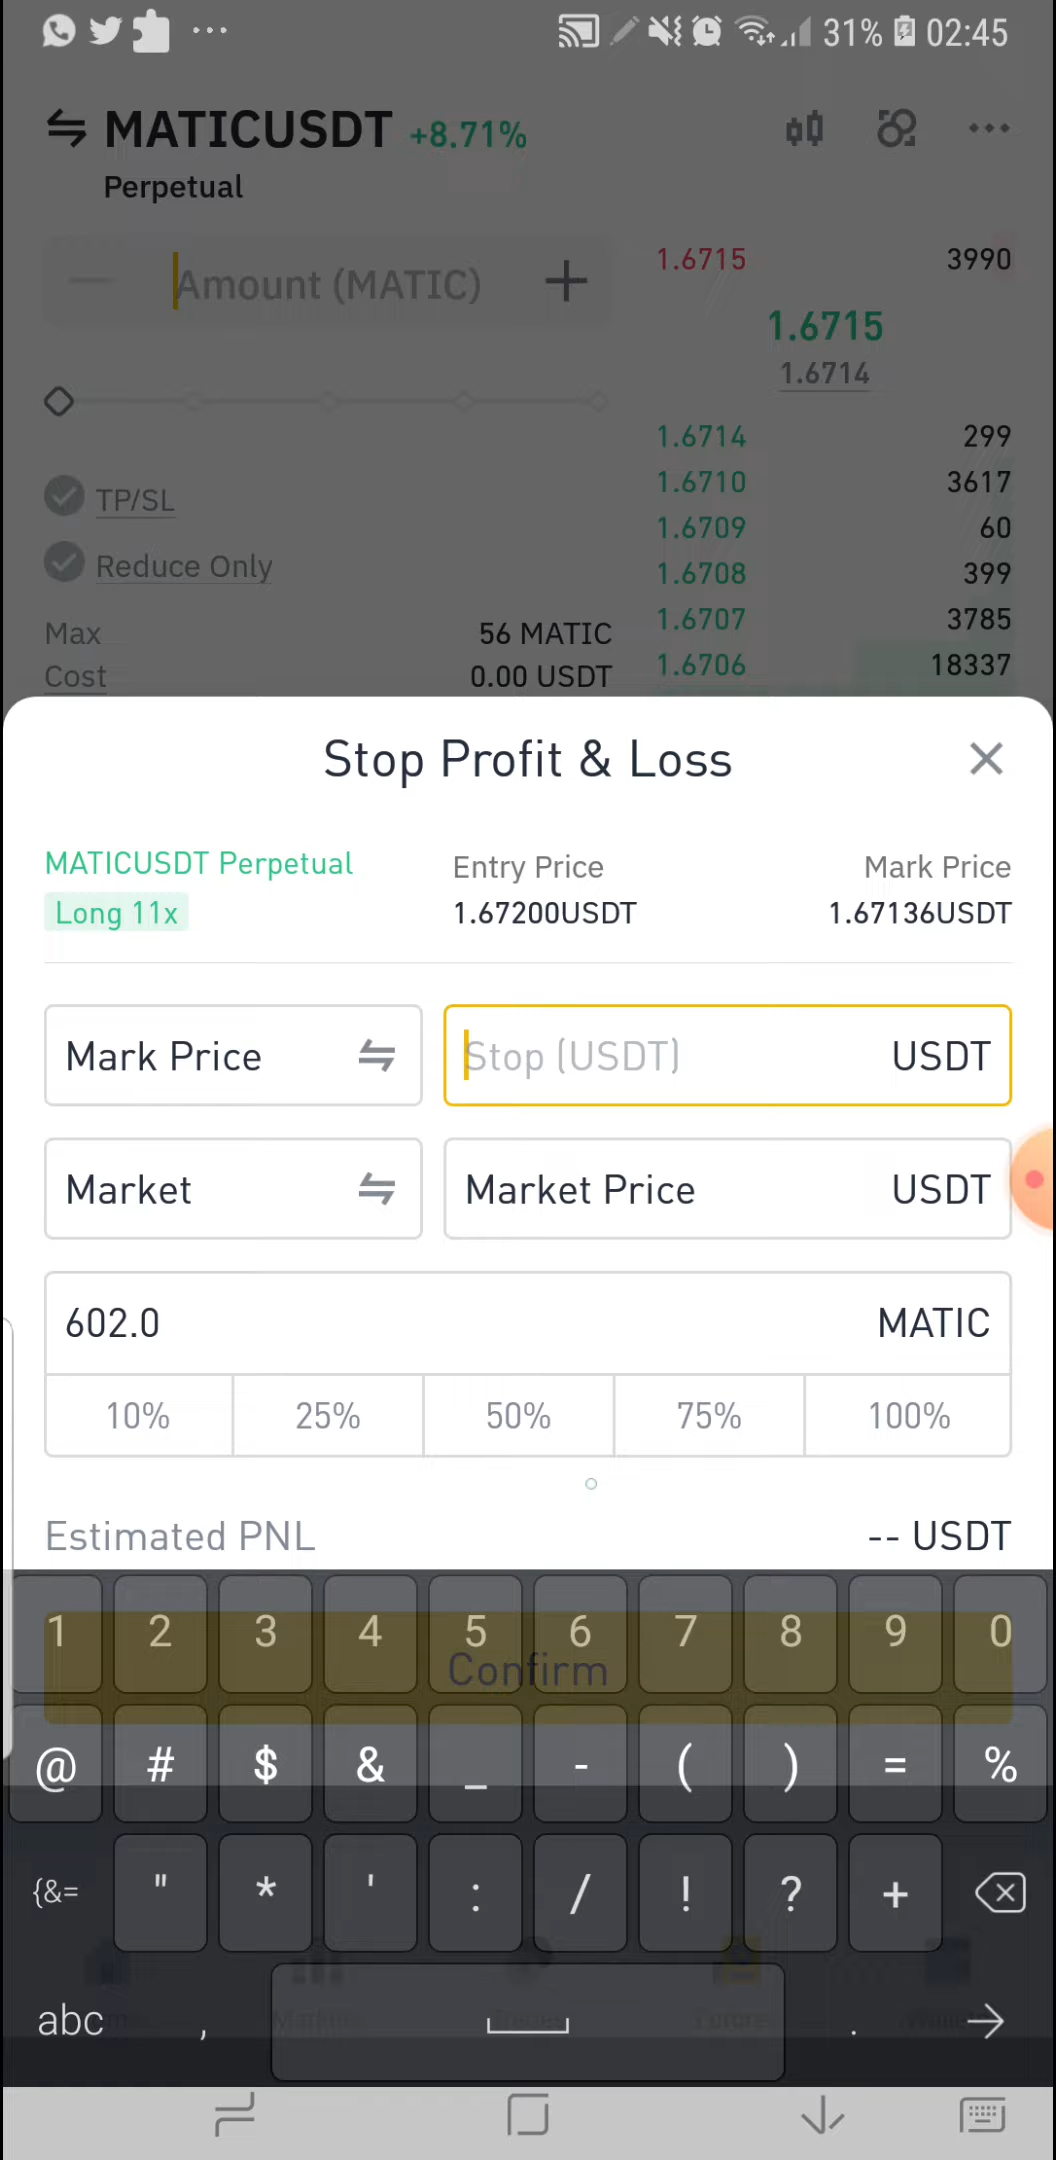 31% 02:45
MATICUSDT +8.71%
Perpetual
Amount (MATIC)
1.6715 3990
1.6715
1.6714
1.6714 299
1.6710 3617
1.6709 60
1.6708 399
1.6707 3785
1.6706 18337
TP/SL
Reduce Only
Max 56 MATIC
Cost 0.00 USDT
Stop Profit & Loss
MATICUSDT Perpetual
Long 11x
Entry Price
1.67200USDT
Mark Price
1.67136USDT
Mark Price
Stop (USDT) USDT
Market
Market Price USDT
602.0 MATIC
10% 25% 50% 75% 100%
Estimated PNL -- USDT
1 2 3 4 5 6 7 8 9 0
Confirm
@ # $ & _ - ( ) = %
{&= " * ' : / ! ? +
abc , .